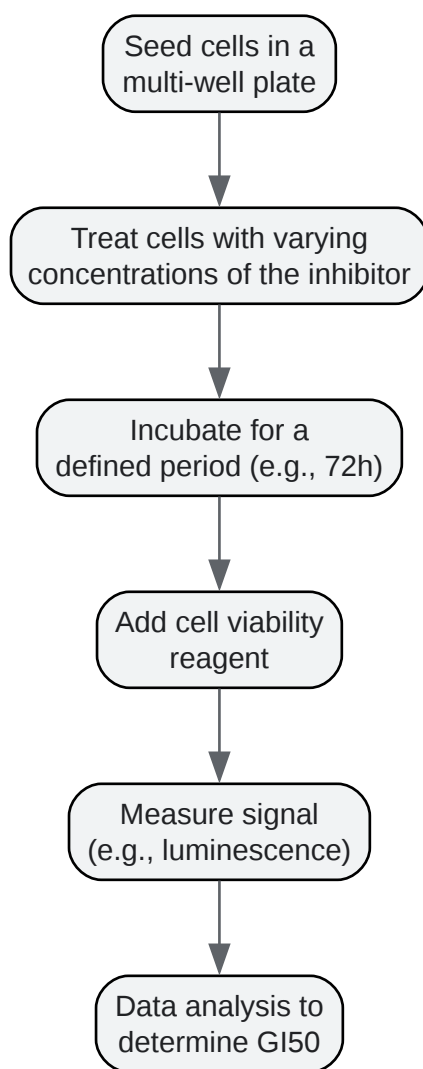 Seed cells in a
multi-well plate
Treat cells with varying
concentrations of the inhibitor
Incubate for a
defined period (e.g., 72h)
Add cell viability
reagent
Measure signal
(e.g., luminescence)
Data analysis to
determine GI50